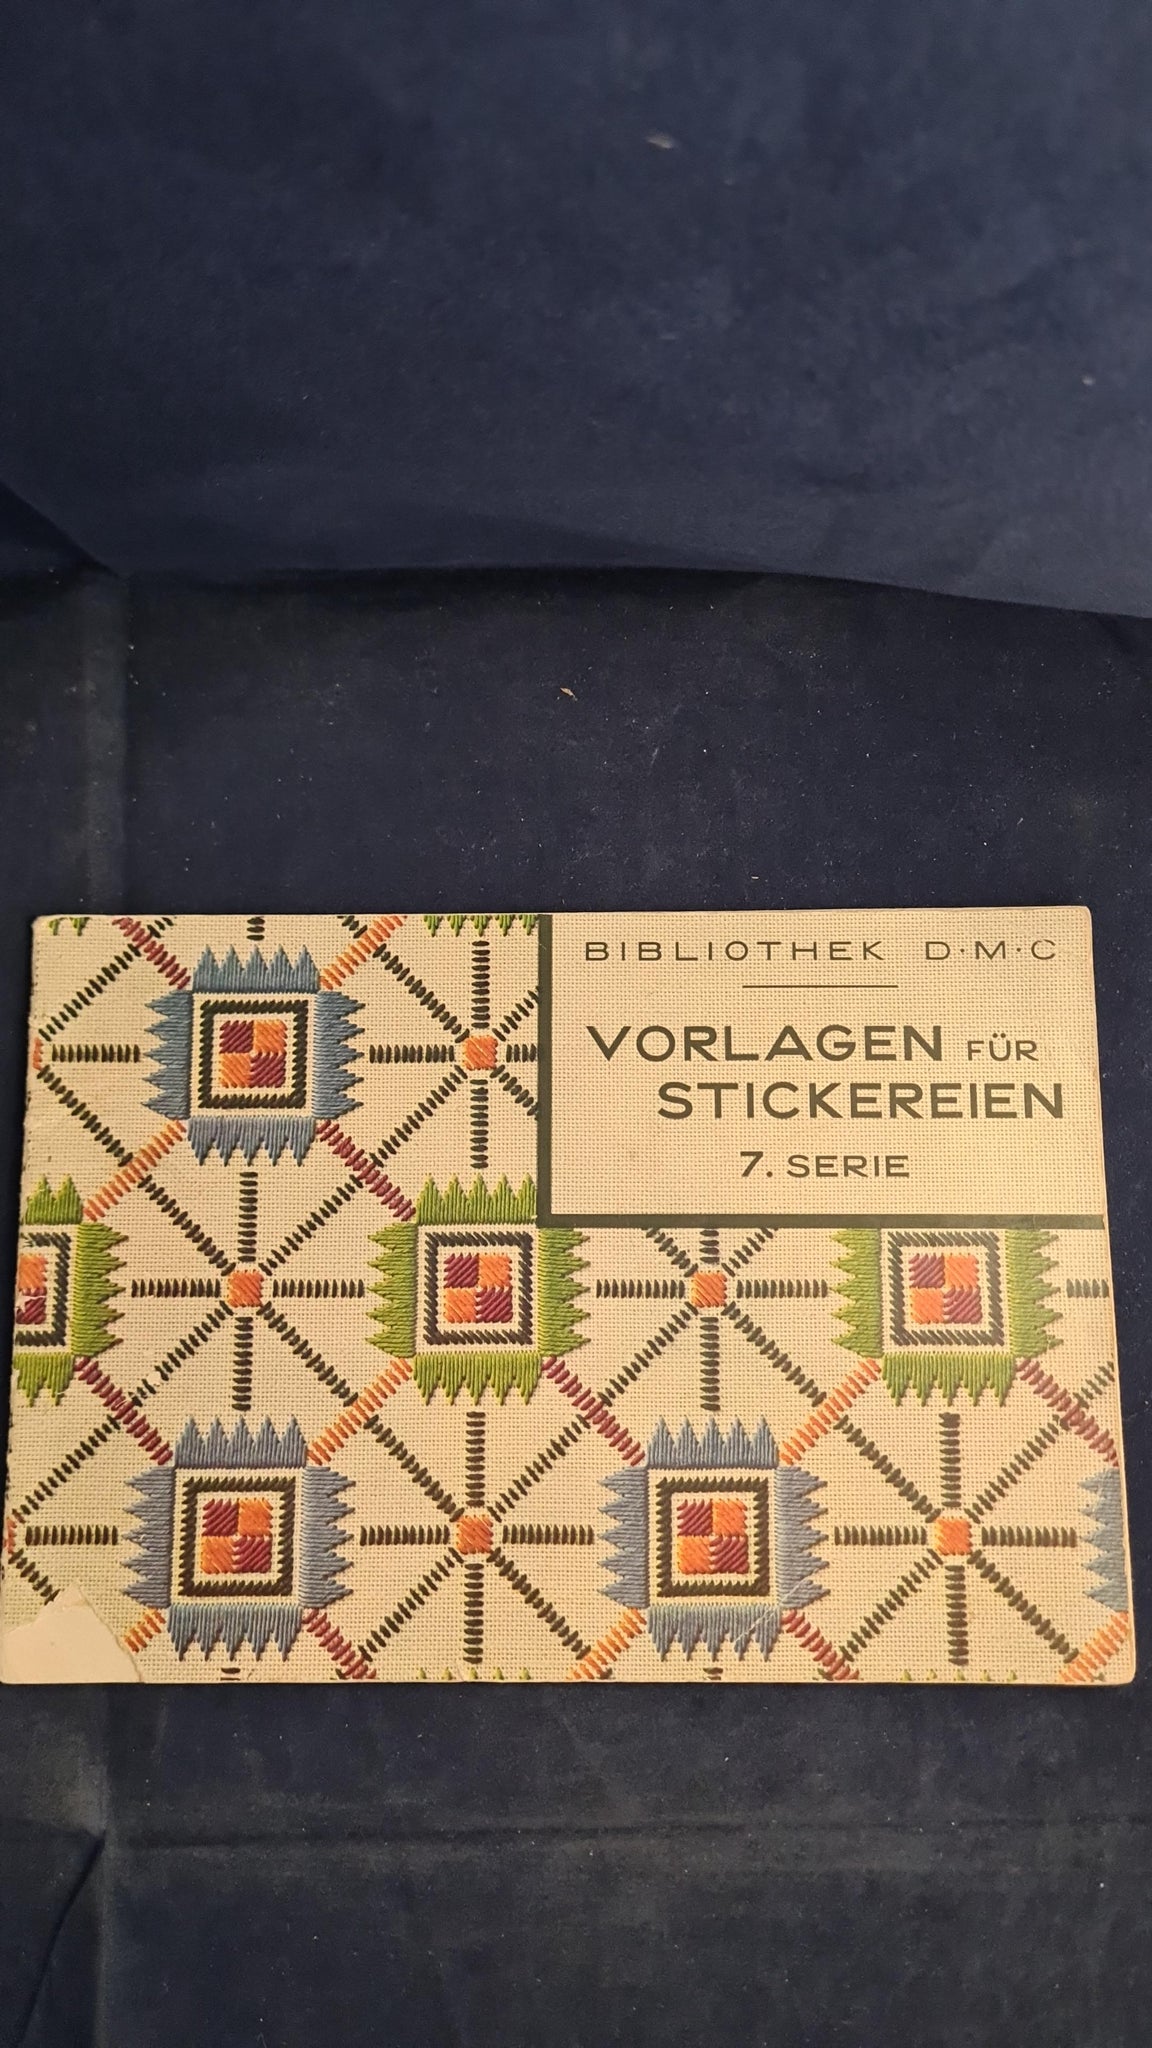 BIBLIOTHEK D·M·C
VORLAGEN FÜR
STICKEREIEN
7. SERIE